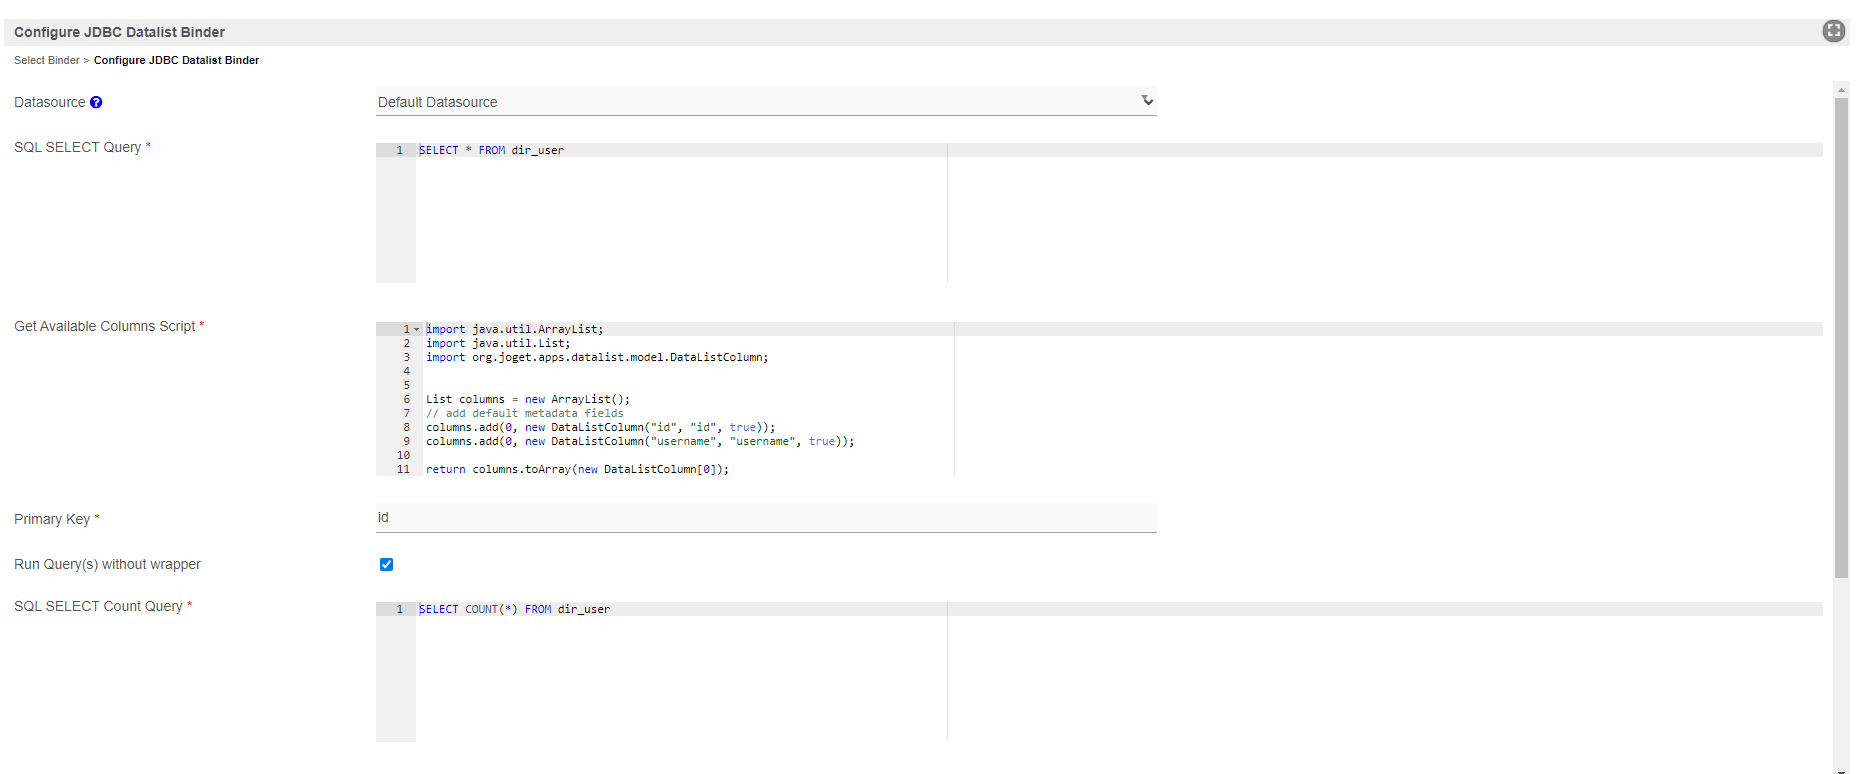 Configure JDBC Datalist Binder
Select Binder > Configure JDBC Datalist Binder
Datasource ?
Default Datasource
SQL SELECT Query *
1 SELECT * FROM dir_user
Get Available Columns Script *
1 import java.util.ArrayList;
2 import java.util.List;
3 import org.joget.apps.datalist.model.DataListColumn;
4
5
6 List columns = new ArrayList();
7 // add default metadata fields
8 columns.add(0, new DataListColumn("id", "id", true));
9 columns.add(0, new DataListColumn("username", "username", true));
10
11 return columns.toArray(new DataListColumn[0]);
Primary Key *
id
Run Query(s) without wrapper
SQL SELECT Count Query *
1 SELECT COUNT(*) FROM dir_user